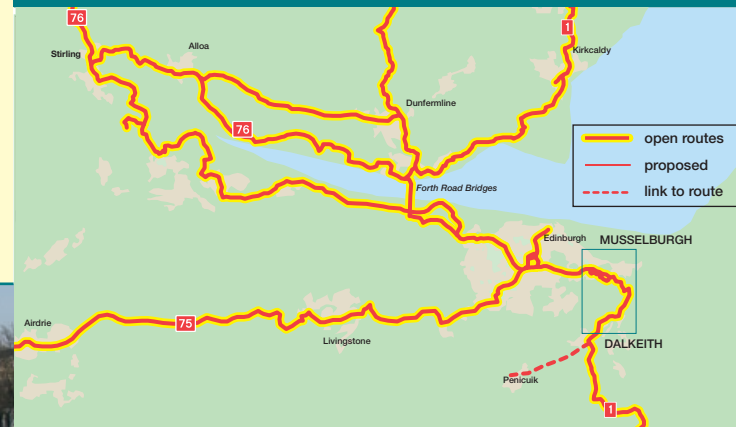 76
1
Stirling
Alloa
Kirkcaldy
Dunfermline
76
open routes
proposed
link to route
Forth Road Bridges
Edinburgh
MUSSELBURGH
Airdrie
75
Livingstone
DALKEITH
Penicuik
1